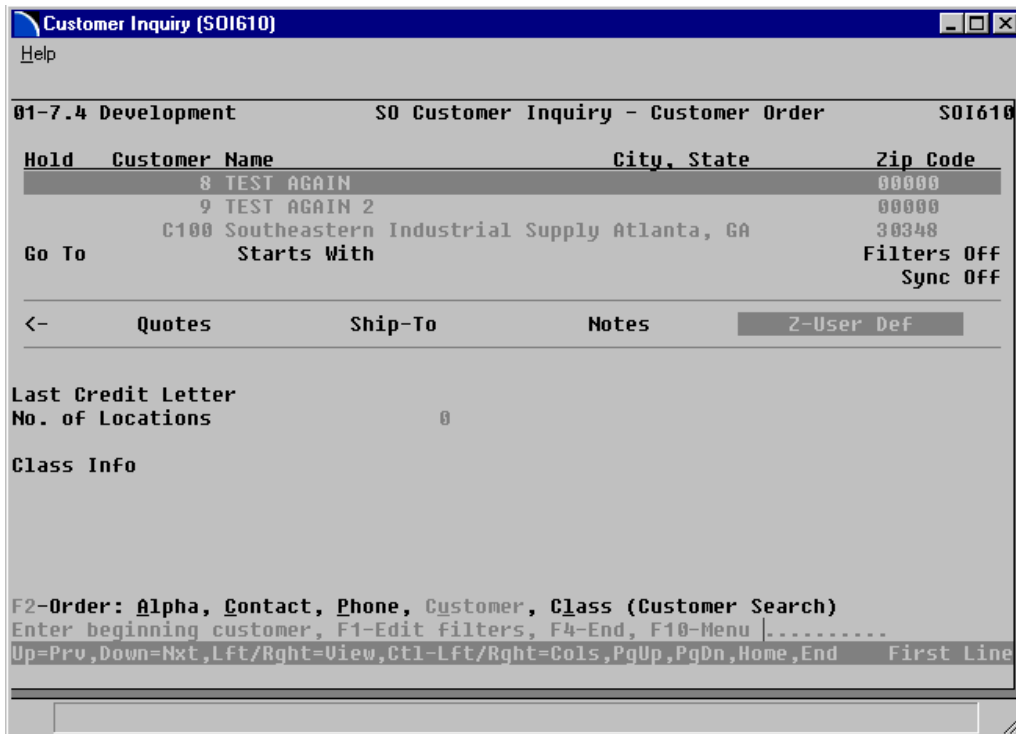 Customer Inquiry (SOI610)
Help
01-7.4 Development SO Customer Inquiry - Customer Order SOI610
Hold Customer Name City, State Zip Code
8 TEST AGAIN 00000
9 TEST AGAIN 2 00000
C100 Southeastern Industrial Supply Atlanta, GA 30348
Go To Starts With Filters Off
Sync Off
<- Quotes Ship-To Notes Z-User Def
Last Credit Letter
No. of Locations 0
Class Info
F2-Order: Alpha, Contact, Phone, Customer, Class (Customer Search)
Enter beginning customer, F1-Edit filters, F4-End, F10-Menu ..........
Up=Prv,Down=Nxt,Lft/Rght=View,Ctl-Lft/Rght=Cols,PgUp,PgDn,Home,End First Line